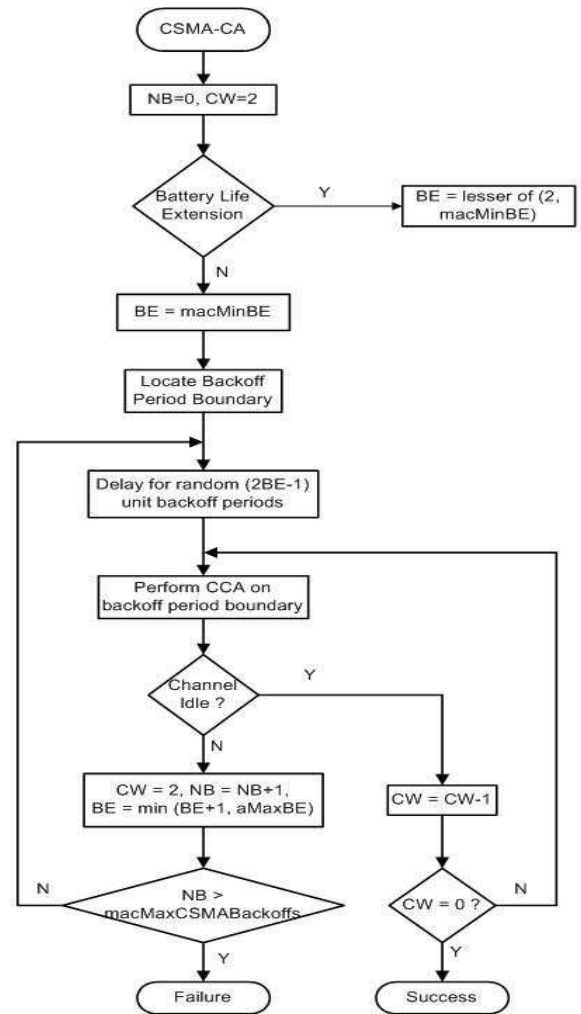 CSMA-CA
NB=0, CW=2
Battery Life
Extension
Y
BE = lesser of (2,
macMinBE)
N
BE = macMinBE
Locate Backoff
Period Boundary
Delay for random (2BE-1)
unit backoff periods
Perform CCA on
backoff period boundary
Channel
Idle ?
Y
N
CW = 2, NB = NB+1,
BE = min (BE+1, aMaxBE)
CW = CW-1
N
NB >
macMaxCSMABackoffs
Y
CW = 0 ?
N
Y
Failure
Success